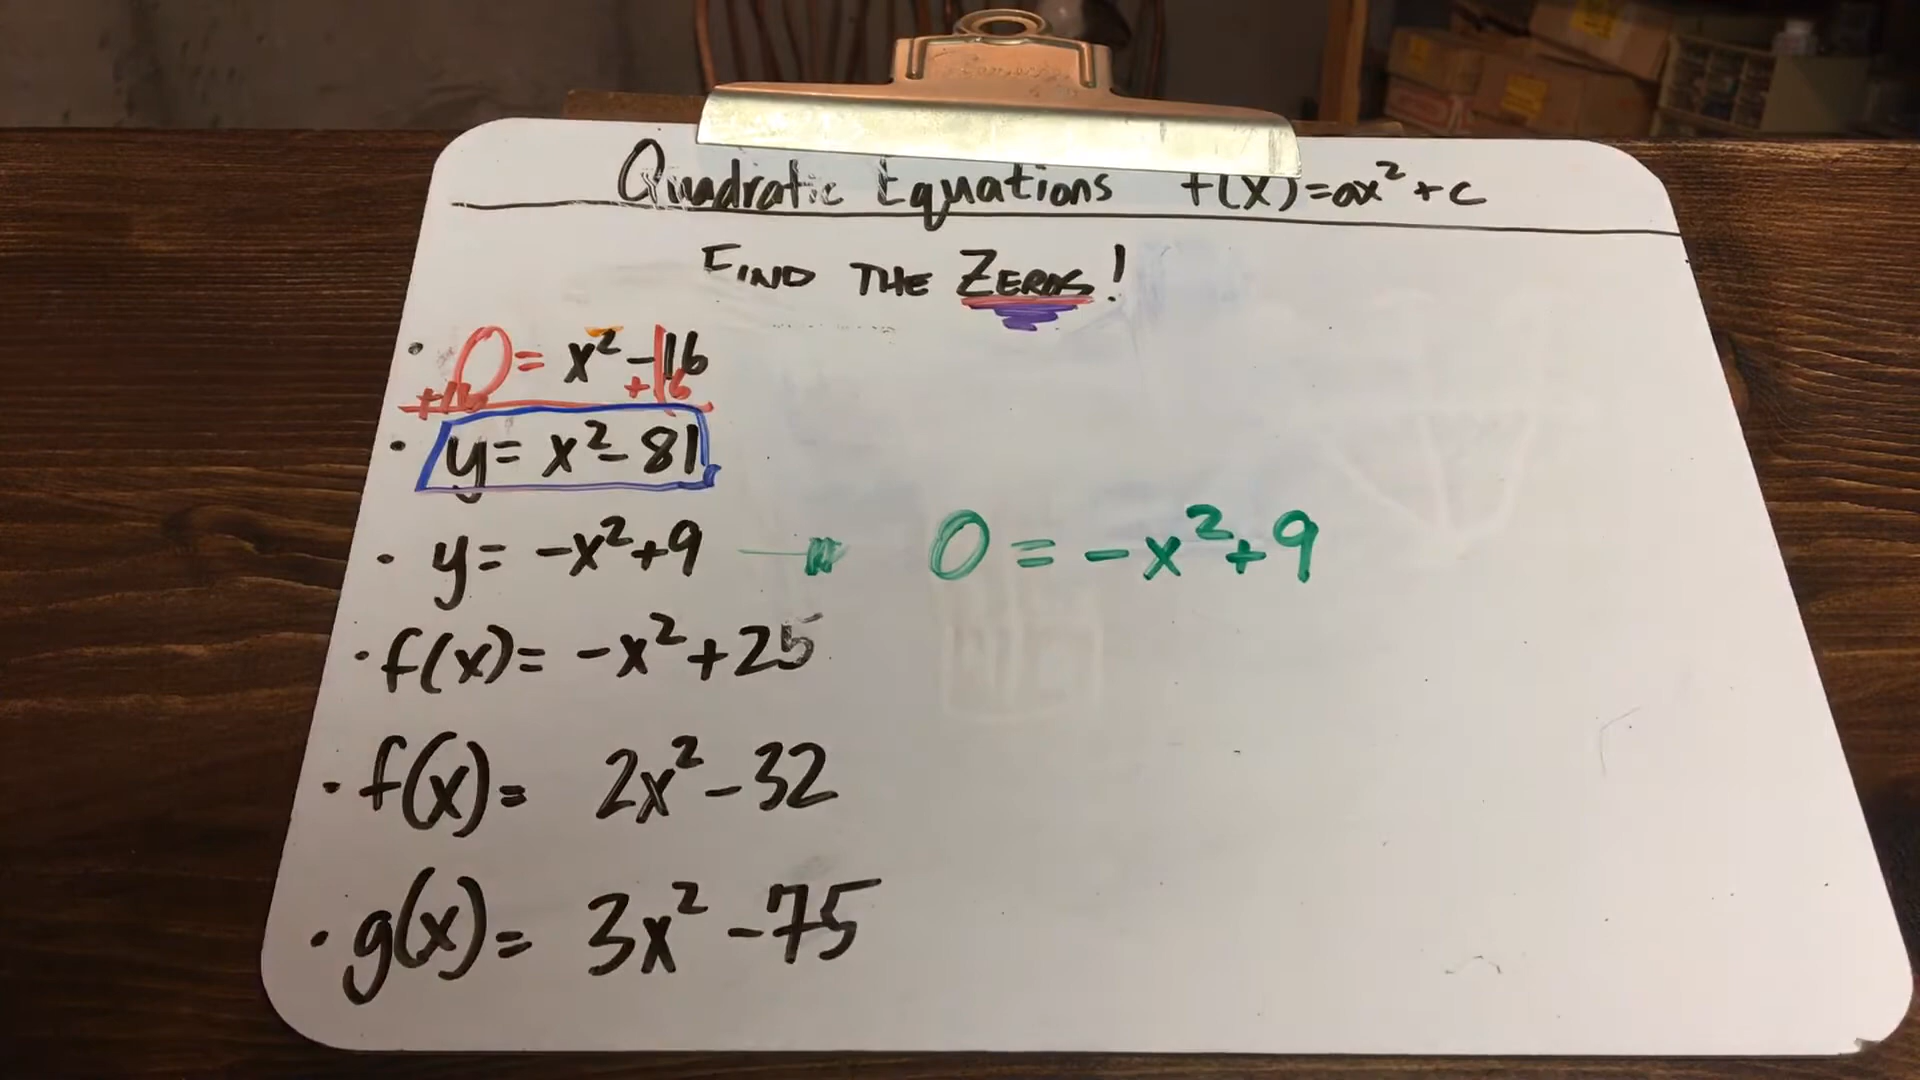 Quadratic Equations f(x)=ax²+c
FIND THE ZEROS!
• 0 = x² - 16
+16 +16
• y = x² - 81
• y = -x² + 9 → 0 = -x² + 9
• f(x) = -x² + 25
• f(x) = 2x² - 32
• g(x) = 3x² - 75